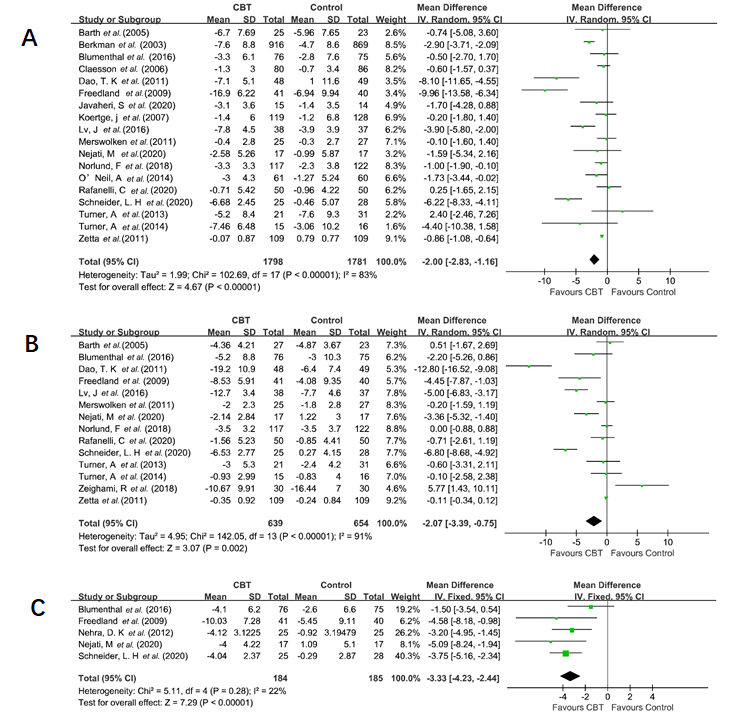 A
CBT Control Mean Difference Mean Difference
Study or Subgroup Mean SD Total Mean SD Total Weight IV. Random, 95% CI IV. Random, 95% CI
Barth et al. (2005) -6.7 7.69 25 -5.96 7.65 23 2.6% -0.74 [-5.08, 3.60]
Berkman et al. (2003) -7.6 8.8 916 -4.7 8.6 869 8.8% -2.90 [-3.71, -2.09]
Blumenthal et al. (2016) -3.3 6.1 76 -2.8 7.6 75 5.4% -0.50 [-2.70, 1.70]
Claesson et al. (2006) -1.3 3 80 -0.7 3.4 86 8.5% -0.60 [-1.57, 0.37]
Dao, T. K et al. (2011) -7.1 5.1 48 1 11.6 49 3.4% -8.10 [-11.65, -4.55]
Freedland et al. (2009) -16.9 6.22 41 -6.94 9.94 40 3.3% -9.96 [-13.58, -6.34]
Javaheri, S et al. (2020) -3.1 3.6 15 -1.4 3.5 14 4.8% -1.70 [-4.28, 0.88]
Koertge, j et al. (2007) -1.4 6 119 -1.2 6.8 128 6.8% -0.20 [-1.80, 1.40]
Lv, J et al. (2016) -7.8 4.5 38 -3.9 3.9 37 6.2% -3.90 [-5.80, -2.00]
Merswolken et al. (2011) -0.4 2.8 25 -0.3 2.7 27 7.0% -0.10 [-1.60, 1.40]
Nejati, M et al. (2020) -2.58 5.26 17 -0.99 5.87 17 3.2% -1.59 [-5.34, 2.16]
Norlund, F et al. (2018) -3.3 3.3 117 -2.3 3.8 122 8.6% -1.00 [-1.90, -0.10]
O’ Neil, A et al. (2014) -3 4.3 61 -1.27 5.24 60 6.6% -1.73 [-3.44, -0.02]
Rafanelli, C et al. (2020) -0.71 5.42 50 -0.96 4.22 50 6.2% 0.25 [-1.65, 2.15]
Schneider, L. H et al. (2020) -6.68 2.45 25 -0.46 5.07 28 5.8% -6.22 [-8.33, -4.11]
Turner, A et al. (2013) -5.2 8.4 21 -7.6 9.3 31 2.2% 2.40 [-2.46, 7.26]
Turner, A et al. (2014) -7.46 6.48 15 -3.06 10.2 16 1.6% -4.40 [-10.38, 1.58]
Zetta et al. (2011) -0.07 0.87 109 0.79 0.77 109 9.2% -0.86 [-1.08, -0.64]
Total (95% CI) 1798 1781 100.0% -2.00 [-2.83, -1.16]
Heterogeneity: Tau² = 1.99; Chi² = 102.69, df = 17 (P < 0.00001); I² = 83%
Test for overall effect: Z = 4.67 (P < 0.00001)
-10 -5 0 5 10
Favours CBT Favours Control
B
CBT Control Mean Difference Mean Difference
Study or Subgroup Mean SD Total Mean SD Total Weight IV. Random, 95% CI IV. Random, 95% CI
Barth et al. (2005) -4.36 4.21 27 -4.87 3.67 23 7.3% 0.51 [-1.67, 2.69]
Blumenthal et al. (2016) -5.2 8.8 76 -3 10.3 75 6.1% -2.20 [-5.26, 0.86]
Dao, T. K et al. (2011) -19.2 10.9 48 -6.4 7.4 49 5.3% -12.80 [-16.52, -9.08]
Freedland et al. (2009) -8.53 5.91 41 -4.08 9.35 40 5.6% -4.45 [-7.87, -1.03]
Lv, J et al. (2016) -12.7 3.4 38 -7.7 4.6 37 7.7% -5.00 [-6.83, -3.17]
Merswolken et al. (2011) -2 2.3 25 -1.8 2.8 27 8.1% -0.20 [-1.59, 1.19]
Nejati, M et al. (2020) -2.14 2.84 17 1.22 3 17 7.5% -3.36 [-5.32, -1.40]
Norlund, F et al. (2018) -3.5 3.2 117 -3.5 3.7 122 8.6% 0.00 [-0.88, 0.88]
Rafanelli, C et al. (2020) -1.56 5.23 50 -0.85 4.41 50 7.6% -0.71 [-2.61, 1.19]
Schneider, L. H et al. (2020) -6.53 2.77 25 0.27 4.15 28 7.6% -6.80 [-8.68, -4.92]
Turner, A et al. (2013) -3 5.3 21 -2.4 4.2 31 6.6% -0.60 [-3.31, 2.11]
Turner, A et al. (2014) -0.93 2.99 15 -0.83 4 16 6.9% -0.10 [-2.58, 2.38]
Zeighami, R et al. (2018) -10.67 9.91 30 -16.44 7 30 4.9% 5.77 [1.43, 10.11]
Zetta et al. (2011) -0.35 0.92 109 -0.24 0.84 109 8.9% -0.11 [-0.34, 0.12]
Total (95% CI) 639 654 100.0% -2.07 [-3.39, -0.75]
Heterogeneity: Tau² = 4.95; Chi² = 142.05, df = 13 (P < 0.00001); I² = 91%
Test for overall effect: Z = 3.07 (P = 0.002)
-10 -5 0 5 10
Favours CBT Favours Control
C
CBT Control Mean Difference Mean Difference
Study or Subgroup Mean SD Total Mean SD Total Weight IV. Fixed, 95% CI IV. Fixed, 95% CI
Blumenthal et al. (2016) -4.1 6.2 76 -2.6 6.6 75 19.2% -1.50 [-3.54, 0.54]
Freedland et al. (2009) -10.03 7.28 41 -5.45 9.11 40 6.2% -4.58 [-8.18, -0.98]
Nehra, D. K et al. (2012) -4.12 3.1225 25 -0.92 3.19479 25 26.2% -3.20 [-4.95, -1.45]
Nejati, M et al. (2020) -4 4.22 17 1.09 5.1 17 8.1% -5.09 [-8.24, -1.94]
Schneider, L. H et al. (2020) -4.04 2.37 25 -0.29 2.87 28 40.3% -3.75 [-5.16, -2.34]
Total (95% CI) 184 185 100.0% -3.33 [-4.23, -2.44]
Heterogeneity: Chi² = 5.11, df = 4 (P = 0.28); I² = 22%
Test for overall effect: Z = 7.29 (P < 0.00001)
-4 -2 0 2 4
Favours CBT Favours Control